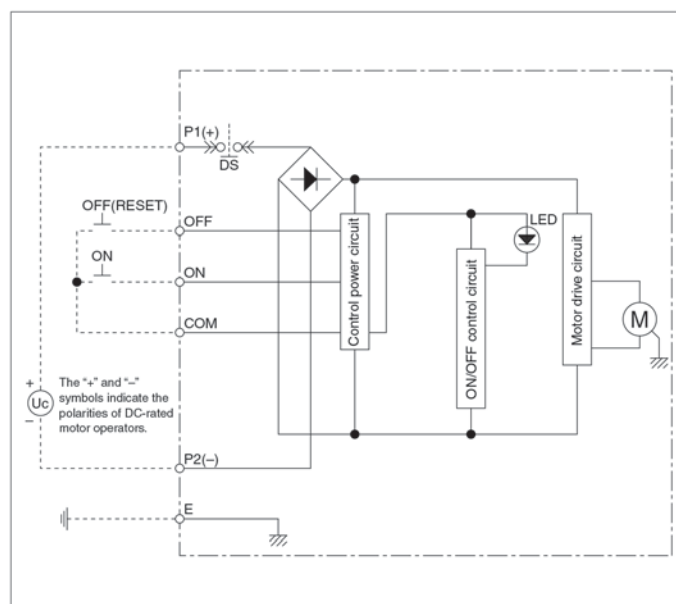 P1(+)
DS
OFF(RESET)
OFF
LED
ON
ON
COM
Control power circuit
ON/OFF control circuit
Motor drive circuit
M
+
Uc
–
The "+" and "–"
symbols indicate the
polarities of DC-rated
motor operators.
P2(–)
E